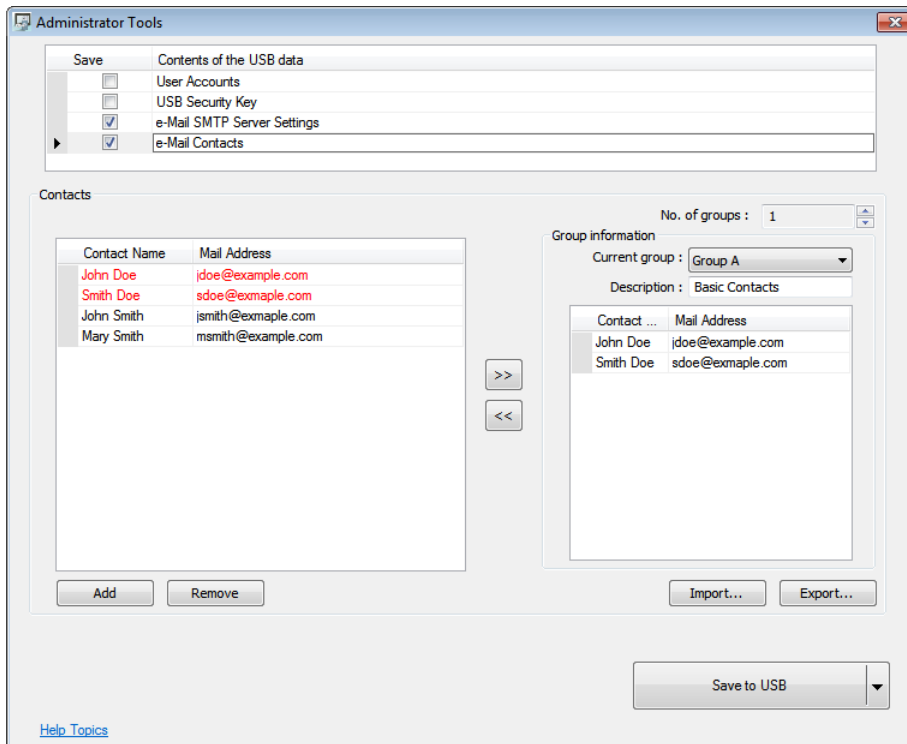 Administrator Tools
Save Contents of the USB data
User Accounts
USB Security Key
e-Mail SMTP Server Settings
e-Mail Contacts
Contacts
No. of groups : 1
Group information
Current group : Group A
Description : Basic Contacts
Contact Name Mail Address
John Doe jdoe@example.com
Smith Doe sdoe@exmaple.com
John Smith jsmith@exmaple.com
Mary Smith msmith@example.com
>>
<<
Contact ... Mail Address
John Doe jdoe@example.com
Smith Doe sdoe@exmaple.com
Add Remove Import... Export...
Save to USB
Help Topics